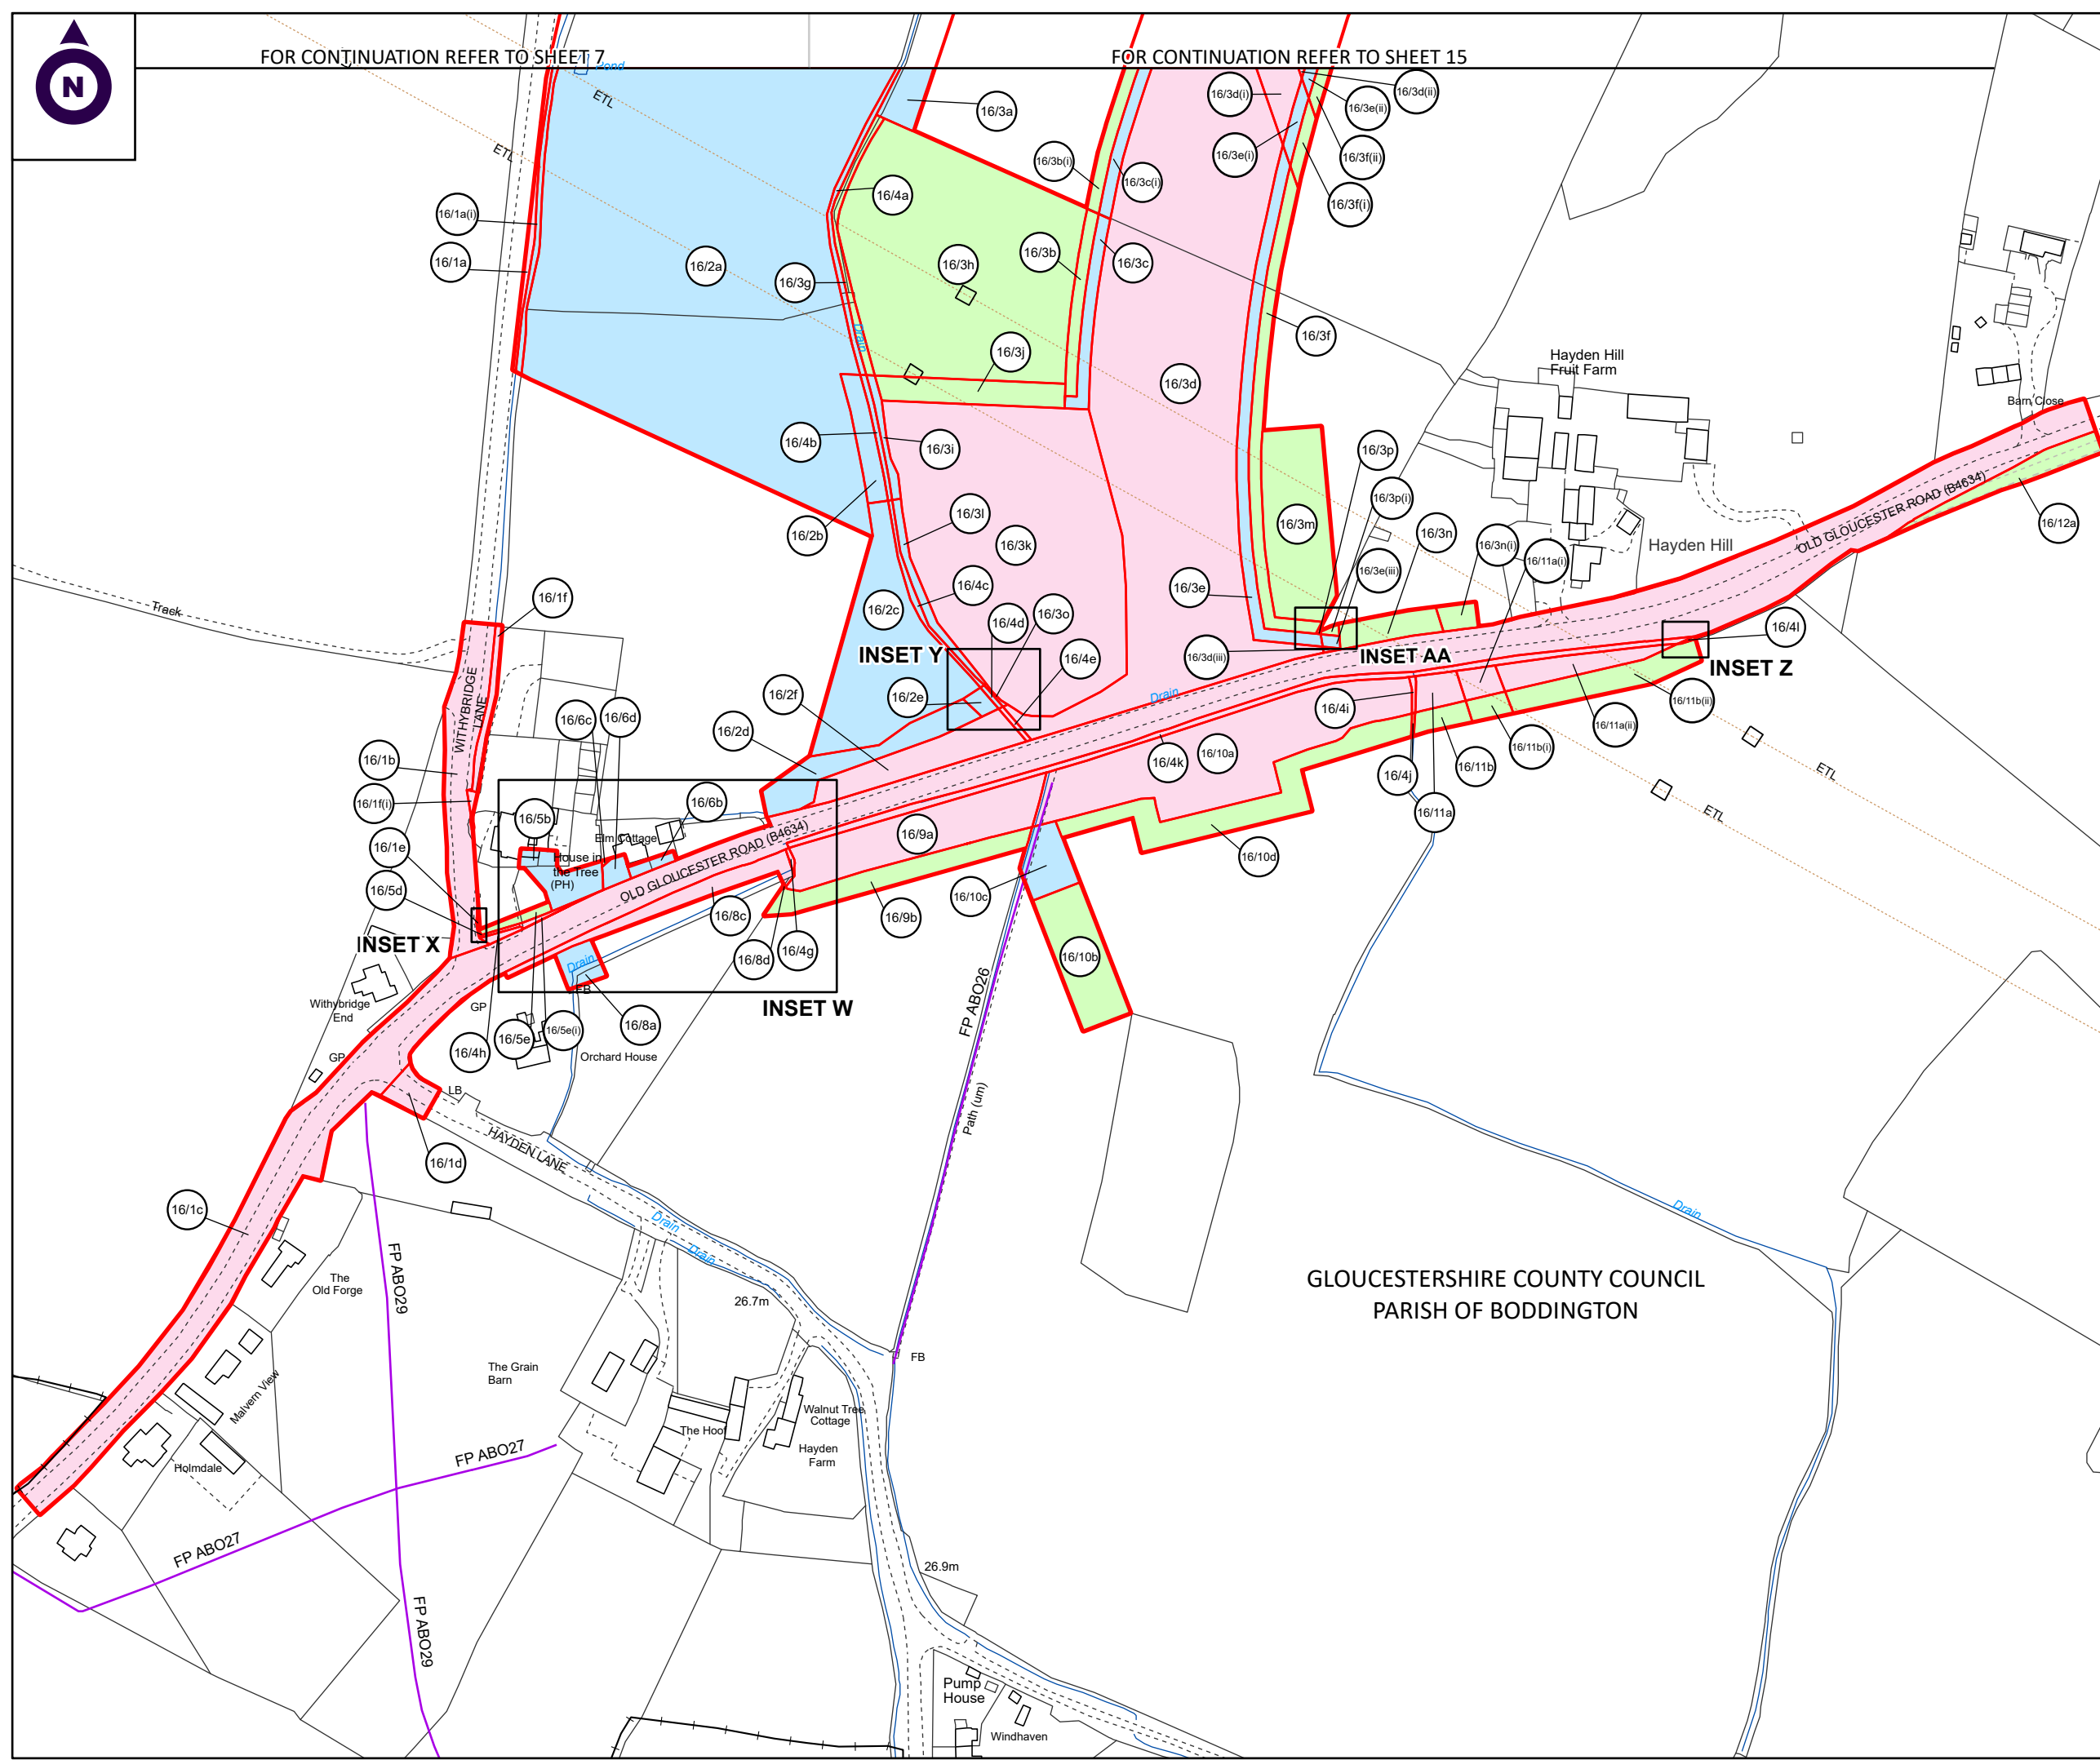 N
FOR CONTINUATION REFER TO SHEET 7
FOR CONTINUATION REFER TO SHEET 15
Pond
ETL
ETL
16/3a
16/3d(i)
16/3d(ii)
16/3e(ii)
16/3b(i)
16/3e(i)
16/3f(ii)
16/3c(i)
16/4a
16/3f(i)
16/1a(i)
16/1a
16/2a
16/3g
16/3h
16/3b
16/3c
16/3f
Drain
16/3j
16/3d
Hayden Hill
Fruit Farm
Barn Close
16/4b
16/3i
16/3p
16/3p(i)
16/2b
16/3l
16/3k
16/3m
16/3n
16/3n(i)
16/11a(i)
Hayden Hill
OLD GLOUCESTER ROAD (B4634)
16/12a
Track
16/1f
16/2c
16/4c
16/3e
16/3e(iii)
16/4d
16/3o
16/4e
16/4l
INSET Y
16/3d(iii)
INSET AA
INSET Z
WITHYBRIDGE
LANE
16/6c
16/6d
16/2d
16/2f
16/2e
Drain
16/4i
16/11b(ii)
16/11a(ii)
16/1b
16/1f(i)
16/4k
16/10a
16/4j
16/11b
16/11b(i)
ETL
ETL
16/5b
16/6b
Elm Cottage
16/11a
16/1e
House in
the Tree
(PH)
OLD GLOUCESTER ROAD (B4634)
16/9a
16/10d
16/5d
16/8c
16/9b
16/10c
INSET X
16/8d
16/4g
16/10b
Drain
FB
Withybridge
End
GP
INSET W
GP
16/4h
16/5e
16/5e(i)
16/8a
Orchard House
FP ABO26
Path (um)
LB
HAYDEN LANE
16/1d
16/1c
Drain
Drain
Drain
FP ABO29
The
Old Forge
26.7m
GLOUCESTERSHIRE COUNTY COUNCIL
PARISH OF BODDINGTON
FB
The Grain
Barn
Malvern View
Walnut Tree
Cottage
The Hoof
Hayden
Farm
Holmdale
FP ABO27
FP ABO27
26.9m
FP ABO29
Pump
House
Windhaven